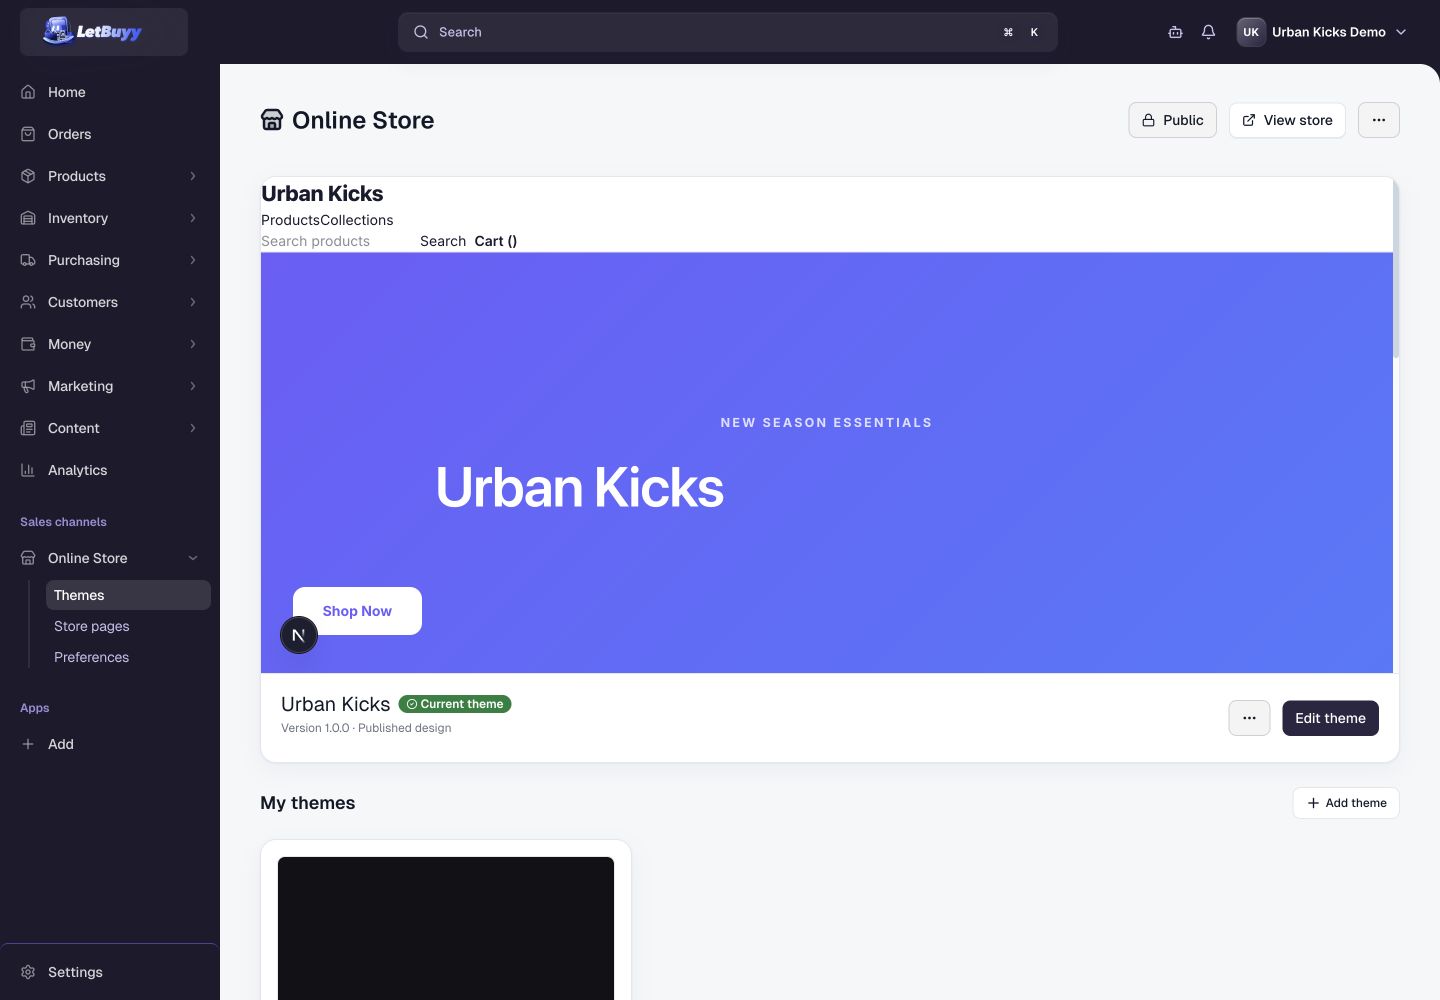 LetBuyy
Search
⌘ K
UK Urban Kicks Demo
Home
Orders
Products
Inventory
Purchasing
Customers
Money
Marketing
Content
Analytics
Sales channels
Online Store
Themes
Store pages
Preferences
Apps
Add
Settings
Online Store
Public
View store
Urban Kicks
ProductsCollections
Search products Search Cart ()
NEW SEASON ESSENTIALS
Urban Kicks
Shop Now
N
Urban Kicks Current theme
Version 1.0.0 · Published design
Edit theme
My themes
Add theme